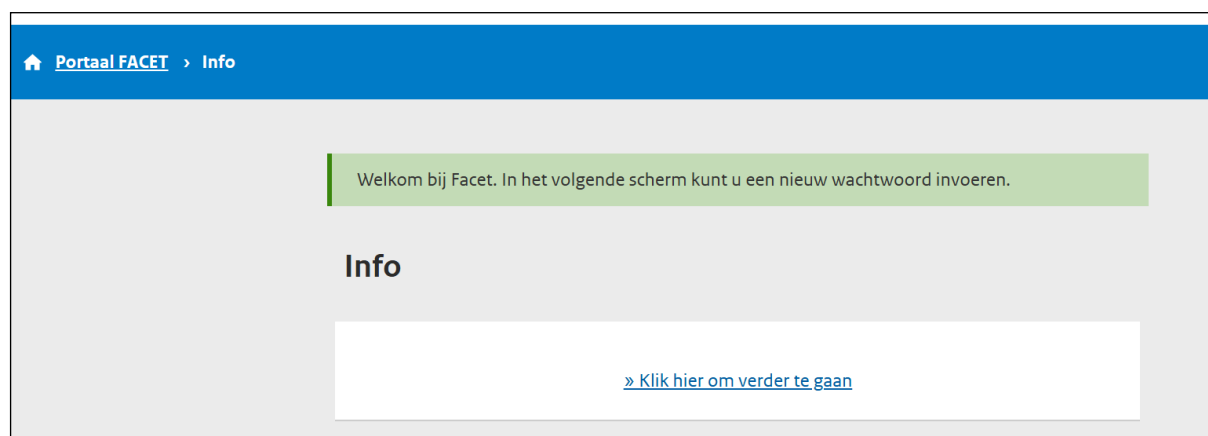 Portaal FACET › Info
Welkom bij Facet. In het volgende scherm kunt u een nieuw wachtwoord invoeren.
Info
» Klik hier om verder te gaan